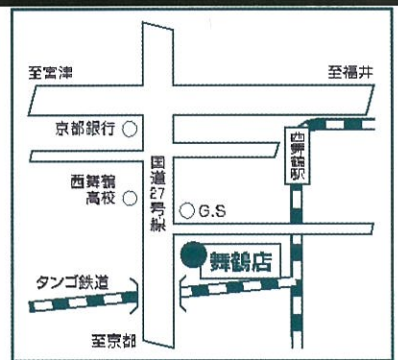 至宮津
至福井
京都銀行
西舞鶴駅
国道27号線
西舞鶴
高校
G.S
舞鶴店
タンゴ鉄道
至京都